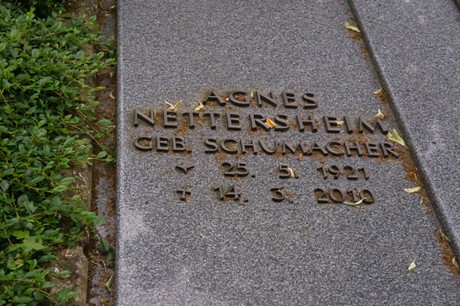 AGNES
NETTERSHEIM
GEB. SCHUMACHER
25. 5. 1921
† 14. 3. 2010